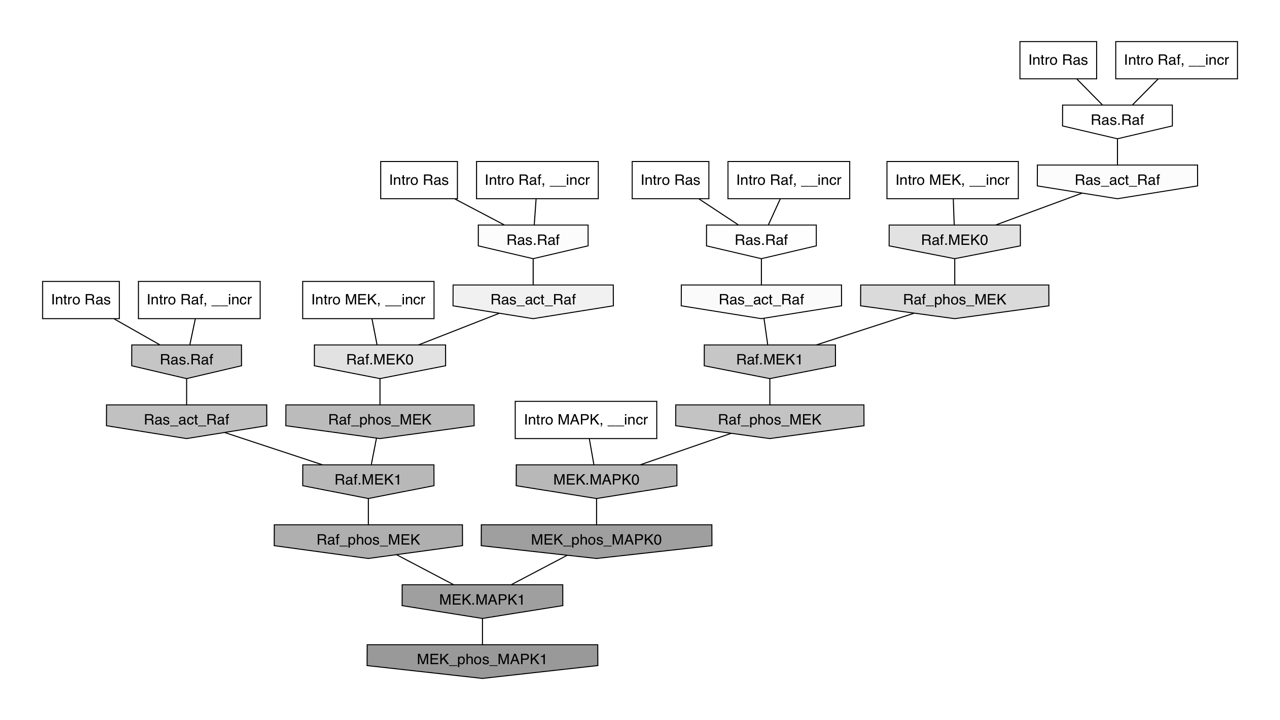 Intro Ras
Intro Raf, __incr
Ras.Raf
Intro Ras
Intro Raf, __incr
Intro Ras
Intro Raf, __incr
Intro MEK, __incr
Ras_act_Raf
Ras.Raf
Ras.Raf
Raf.MEK0
Intro Ras
Intro Raf, __incr
Intro MEK, __incr
Ras_act_Raf
Ras_act_Raf
Raf_phos_MEK
Ras.Raf
Raf.MEK0
Raf.MEK1
Ras_act_Raf
Raf_phos_MEK
Intro MAPK, __incr
Raf_phos_MEK
Raf.MEK1
MEK.MAPK0
Raf_phos_MEK
MEK_phos_MAPK0
MEK.MAPK1
MEK_phos_MAPK1